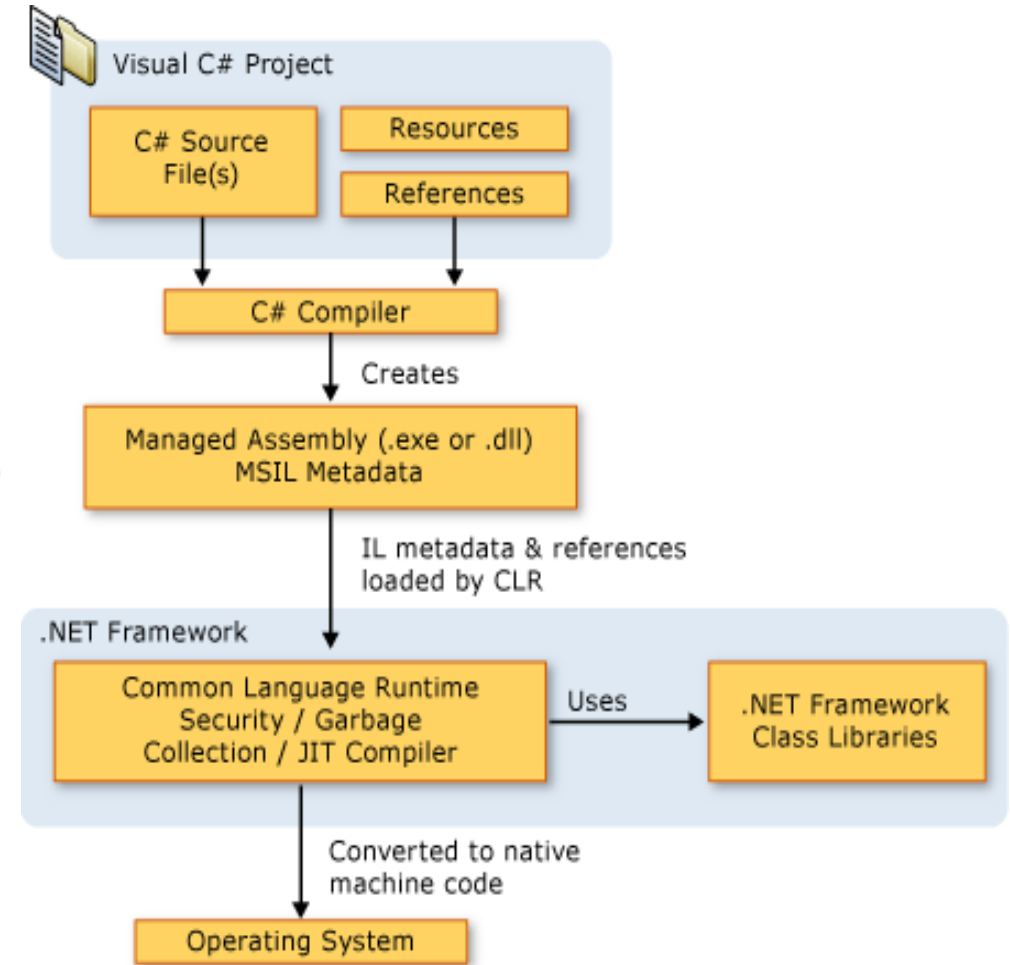 Visual C# Project
C# Source
File(s)
Resources
References
C# Compiler
Creates
Managed Assembly (.exe or .dll)
MSIL Metadata
IL metadata & references
loaded by CLR
.NET Framework
Common Language Runtime
Security / Garbage
Collection / JIT Compiler
Uses
.NET Framework
Class Libraries
Converted to native
machine code
Operating System